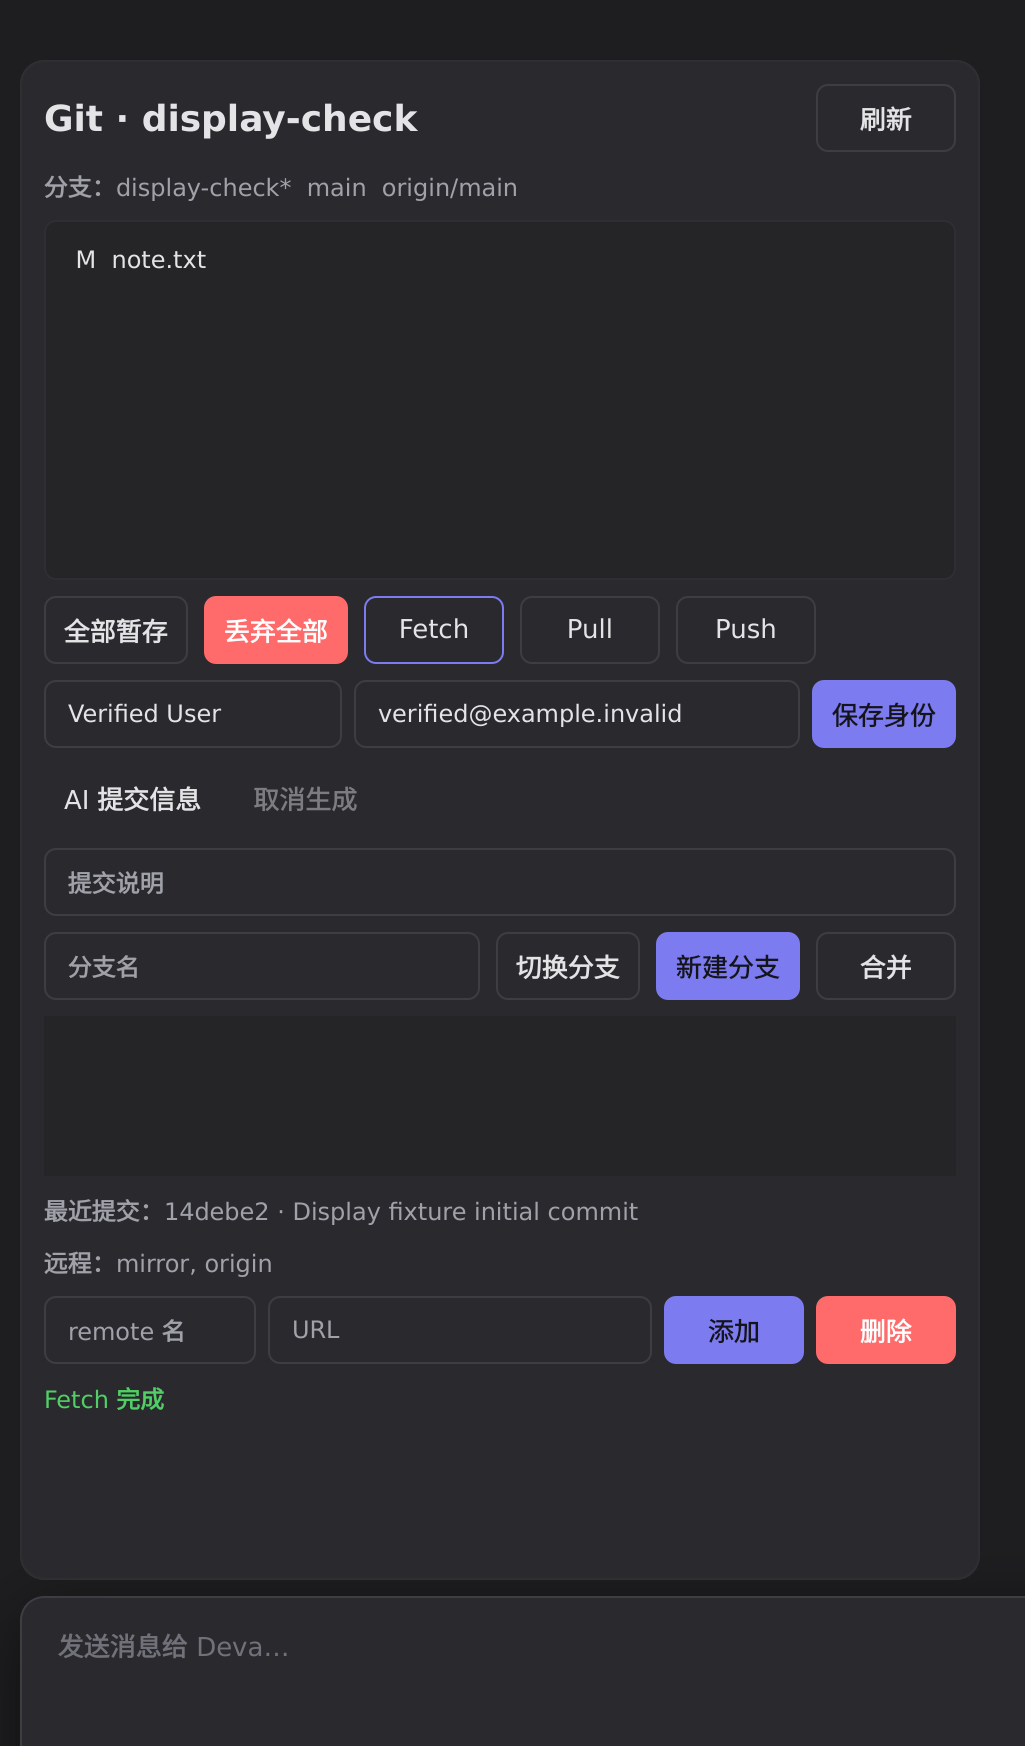 Git · display-check
刷新
分支：display-check*  main  origin/main
M  note.txt
全部暂存 丢弃全部 Fetch Pull Push
Verified User verified@example.invalid 保存身份
AI 提交信息 取消生成
提交说明
分支名 切换分支 新建分支 合并
最近提交：14debe2 · Display fixture initial commit
远程：mirror, origin
remote 名 URL 添加 删除
Fetch 完成
发送消息给 Deva...